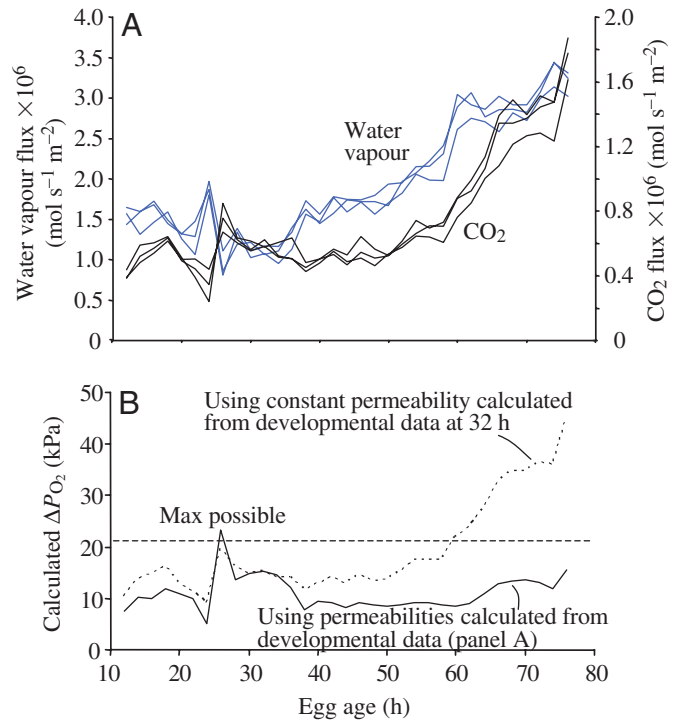 A
4.0
3.5
3.0
2.5
2.0
1.5
1.0
0.5
0
Water vapour flux ×10⁶
(mol s⁻¹ m⁻²)
2.0
1.6
1.2
0.8
0.4
0
CO₂ flux ×10⁶ (mol s⁻¹ m⁻²)
Water
vapour
CO₂
B
50
40
30
20
10
0
Calculated ΔP_O₂ (kPa)
Using constant permeability calculated
from developmental data at 32 h
Max possible
Using permeabilities calculated from
developmental data (panel A)
10 20 30 40 50 60 70 80
Egg age (h)